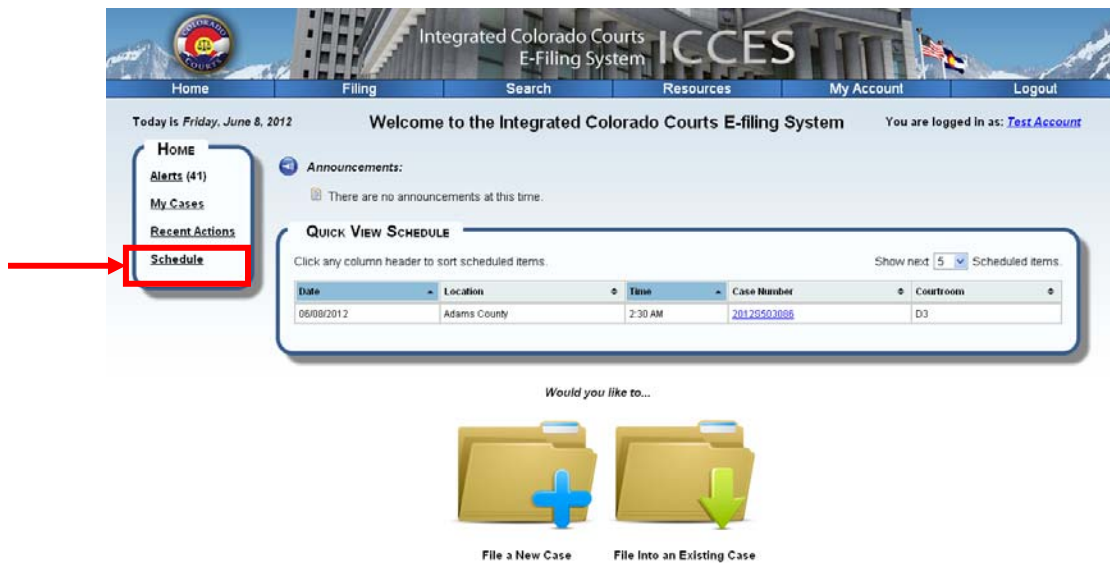 COLORADO
COURTS
Integrated Colorado Courts
E-Filing System
ICCES
Home Filing Search Resources My Account Logout
Today is Friday, June 8, 2012
Welcome to the Integrated Colorado Courts E-filing System
You are logged in as: Test Account
HOME
Alerts (41)
My Cases
Recent Actions
Schedule
Announcements:
There are no announcements at this time.
QUICK VIEW SCHEDULE
Click any column header to sort scheduled items.
Show next 5 Scheduled items.
Date Location Time Case Number Courtroom
06/08/2012 Adams County 2:30 AM 2012S503086 D3
Would you like to...
File a New Case File Into an Existing Case